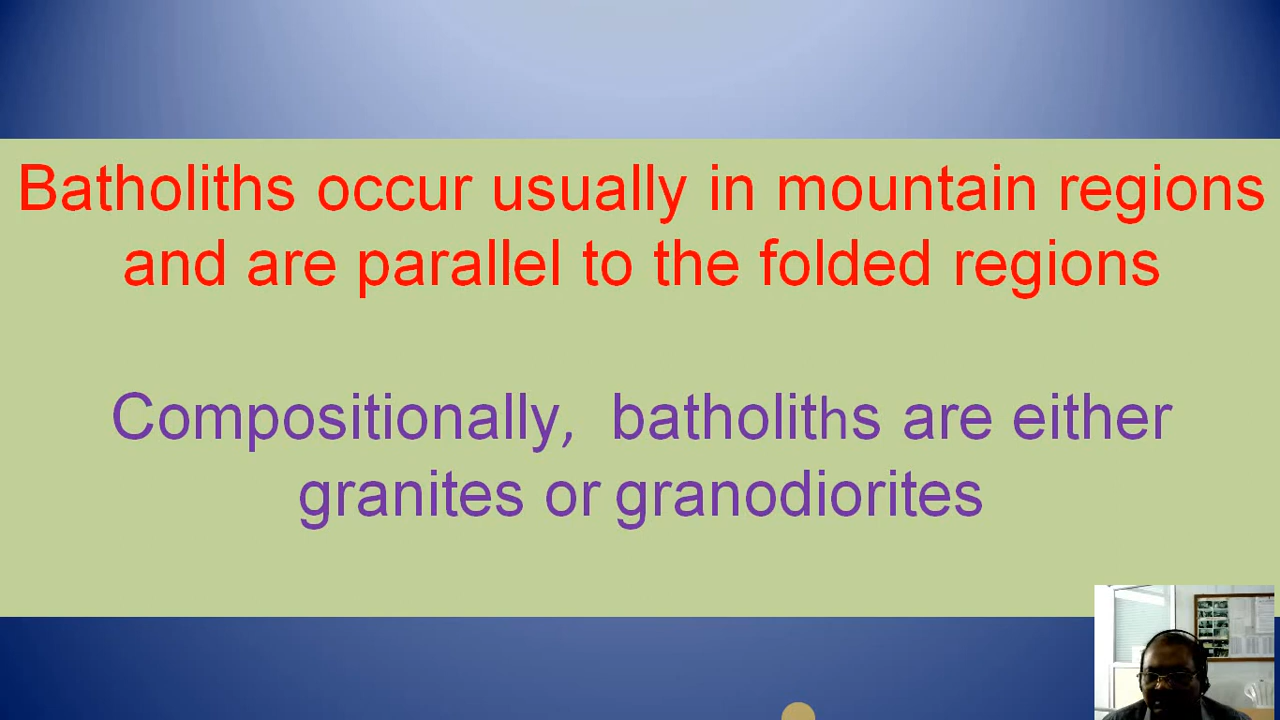 Batholiths occur usually in mountain regions
and are parallel to the folded regions
Compositionally, batholiths are either
granites or granodiorites